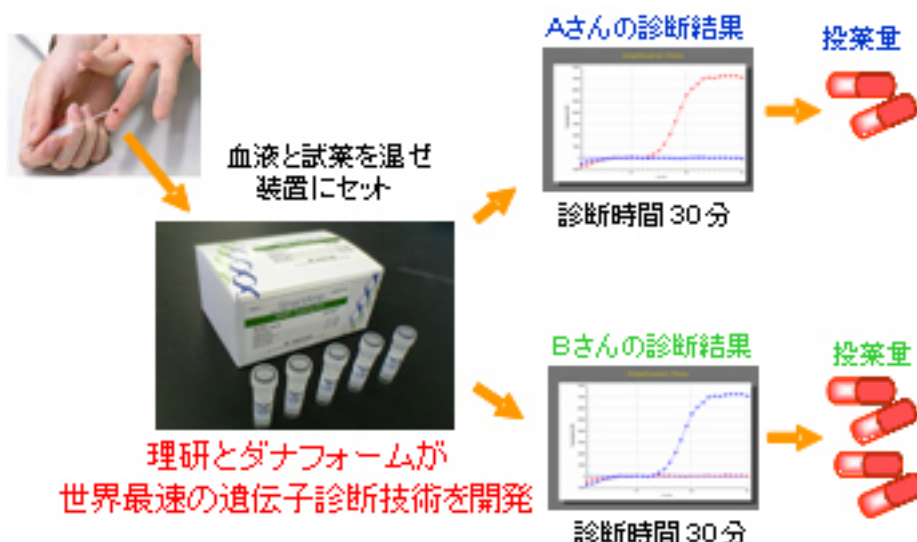 Aさんの診断結果
投薬量
血液と試薬を混ぜ
装置にセット
診断時間30分
Bさんの診断結果
投薬量
理研とダナフォームが
世界最速の遺伝子診断技術を開発
診断時間30分